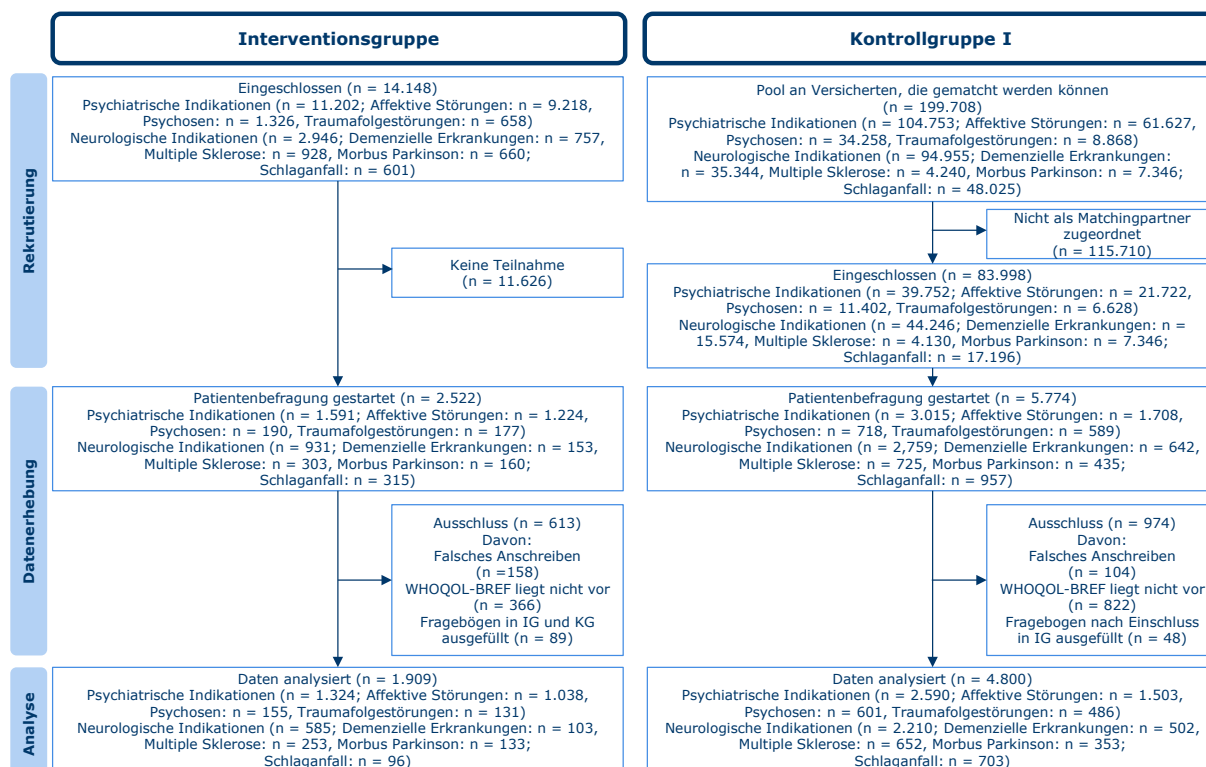 Interventionsgruppe
Kontrollgruppe I
Rekrutierung
Eingeschlossen (n = 14.148)
Psychiatrische Indikationen (n = 11.202; Affektive Störungen: n = 9.218,
Psychosen: n = 1.326, Traumafolgestörungen: n = 658)
Neurologische Indikationen (n = 2.946; Demenzielle Erkrankungen: n = 757,
Multiple Sklerose: n = 928, Morbus Parkinson: n = 660;
Schlaganfall: n = 601)
Pool an Versicherten, die gematcht werden können
(n = 199.708)
Psychiatrische Indikationen (n = 104.753; Affektive Störungen: n = 61.627,
Psychosen: n = 34.258, Traumafolgestörungen: n = 8.868)
Neurologische Indikationen (n = 94.955; Demenzielle Erkrankungen:
n = 35.344, Multiple Sklerose: n = 4.240, Morbus Parkinson: n = 7.346;
Schlaganfall: n = 48.025)
Nicht als Matchingpartner
zugeordnet
(n = 115.710)
Keine Teilnahme
(n = 11.626)
Eingeschlossen (n = 83.998)
Psychiatrische Indikationen (n = 39.752; Affektive Störungen: n = 21.722,
Psychosen: n = 11.402, Traumafolgestörungen: n = 6.628)
Neurologische Indikationen (n = 44.246; Demenzielle Erkrankungen: n =
15.574, Multiple Sklerose: n = 4.130, Morbus Parkinson: n = 7.346;
Schlaganfall: n = 17.196)
Datenerhebung
Patientenbefragung gestartet (n = 2.522)
Psychiatrische Indikationen (n = 1.591; Affektive Störungen: n = 1.224,
Psychosen: n = 190, Traumafolgestörungen: n = 177)
Neurologische Indikationen (n = 931; Demenzielle Erkrankungen: n = 153,
Multiple Sklerose: n = 303, Morbus Parkinson: n = 160;
Schlaganfall: n = 315)
Patientenbefragung gestartet (n = 5.774)
Psychiatrische Indikationen (n = 3.015; Affektive Störungen: n = 1.708,
Psychosen: n = 718, Traumafolgestörungen: n = 589)
Neurologische Indikationen (n = 2,759; Demenzielle Erkrankungen: n = 642,
Multiple Sklerose: n = 725, Morbus Parkinson: n = 435;
Schlaganfall: n = 957)
Ausschluss (n = 613)
Davon:
Falsches Anschreiben
(n =158)
WHOQOL-BREF liegt nicht vor
(n = 366)
Fragebögen in IG und KG
ausgefüllt (n = 89)
Ausschluss (n = 974)
Davon:
Falsches Anschreiben
(n = 104)
WHOQOL-BREF liegt nicht vor
(n = 822)
Fragebogen nach Einschluss
in IG ausgefüllt (n = 48)
Analyse
Daten analysiert (n = 1.909)
Psychiatrische Indikationen (n = 1.324; Affektive Störungen: n = 1.038,
Psychosen: n = 155, Traumafolgestörungen: n = 131)
Neurologische Indikationen (n = 585; Demenzielle Erkrankungen: n = 103,
Multiple Sklerose: n = 253, Morbus Parkinson: n = 133;
Schlaganfall: n = 96)
Daten analysiert (n = 4.800)
Psychiatrische Indikationen (n = 2.590; Affektive Störungen: n = 1.503,
Psychosen: n = 601, Traumafolgestörungen: n = 486)
Neurologische Indikationen (n = 2.210; Demenzielle Erkrankungen: n = 502,
Multiple Sklerose: n = 652, Morbus Parkinson: n = 353;
Schlaganfall: n = 703)